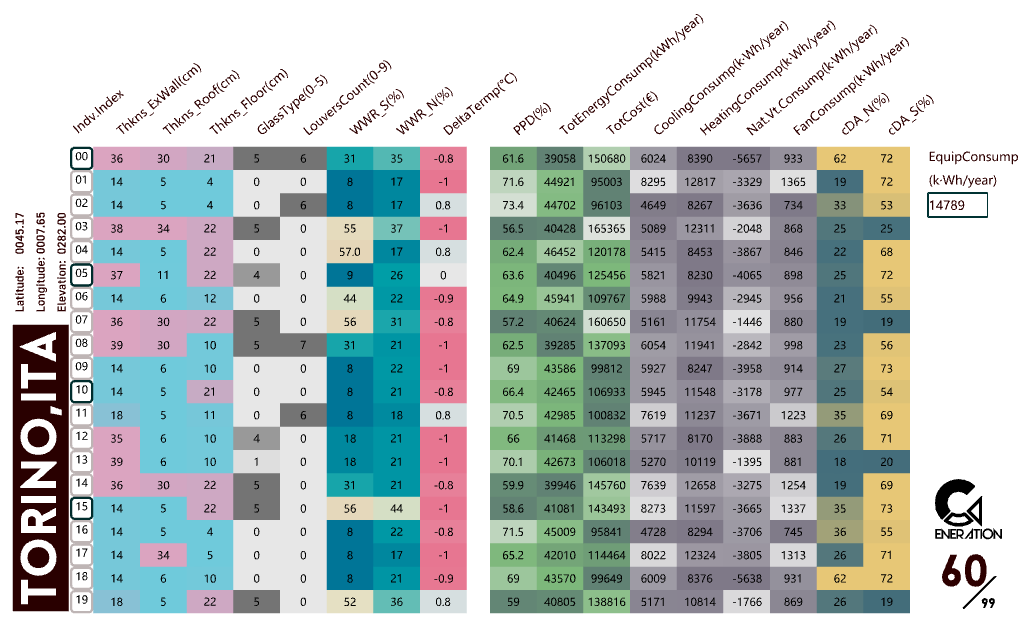 Indv.Index Thkns_ExWall(cm) Thkns_Roof(cm) Thkns_Floor(cm) GlassType(0-5) LouversCount(0-9) WWR_S(%) WWR_N(%) DeltaTermp(°C) PPD(%) TotEnergyConsump(kWh/year) TotCost(€) CoolingConsump(k·Wh/year) HeatingConsump(k·Wh/year) Nat.Vt.Consump(k·Wh/year) FanConsump(k·Wh/year) cDA_N(%) cDA_S(%)
00 36 30 21 5 6 31 35 -0.8 61.6 39058 150680 6024 8390 -5657 933 62 72
01 14 5 4 0 0 8 17 -1 71.6 44921 95003 8295 12817 -3329 1365 19 72
02 14 5 4 0 6 8 17 0.8 73.4 44702 96103 4649 8267 -3636 734 33 53
03 38 34 22 5 0 55 37 -1 56.5 40428 165365 5089 12311 -2048 868 25 25
04 14 5 22 0 0 57.0 22 0.8 62.4 46452 120178 5415 8453 -3867 846 22 68
05 37 11 22 4 0 9 26 0 63.6 40496 125456 5821 8230 -4065 898 25 72
06 14 6 12 0 0 44 22 -0.9 64.9 45941 109767 5988 9943 -2945 956 21 55
07 36 30 22 5 0 56 31 -0.8 57.2 40624 160650 5161 11754 -1446 880 19 19
08 39 30 10 5 7 31 21 -1 62.5 39285 137093 6054 11941 -2842 998 23 56
09 14 6 10 0 0 8 22 -1 69 43586 99812 5927 8247 -3958 914 27 73
10 14 5 21 0 0 8 21 -0.8 66.4 42465 106933 5945 11548 -3178 977 25 54
11 18 5 11 0 6 8 18 0.8 70.5 42985 100832 7619 11237 -3671 1223 35 69
12 35 6 10 4 0 18 21 -1 66 41468 113298 5717 8170 -3888 883 26 71
13 39 6 10 1 0 18 21 -1 70.1 42673 106018 5270 10119 -1395 881 18 20
14 36 30 22 5 0 31 21 -0.8 59.9 39946 145760 7639 12658 -3275 1254 19 69
15 14 5 22 5 0 56 44 -1 58.6 41081 143493 8273 11597 -3665 1337 35 73
16 14 5 4 0 0 8 22 -0.8 71.5 45009 95841 4728 8294 -3706 745 36 55
17 14 34 5 0 0 8 17 -1 65.2 42010 114464 8022 12324 -3805 1313 26 71
18 14 6 10 0 0 8 21 -0.9 69 43570 99649 6009 8376 -5638 931 62 72
19 18 5 22 5 0 52 36 0.8 59 40805 138816 5171 10814 -1766 869 26 19
EquipConsump
(k·Wh/year)
14789
Latitude: 0045.17
Longitude: 0007.65
Elevation: 0282.00
TORINO,ITA
ENERATION
60/99